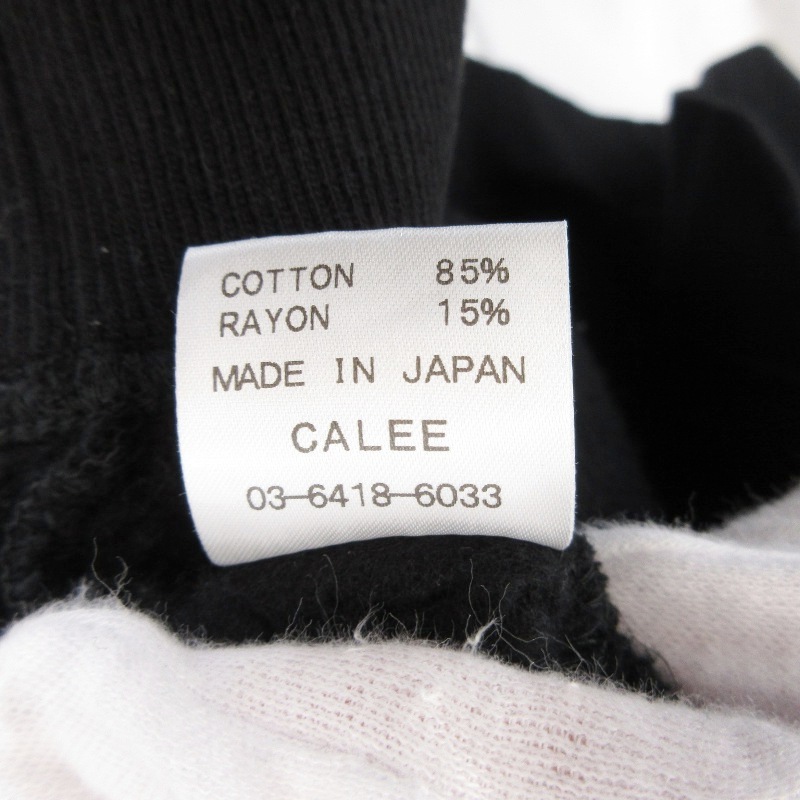 COTTON 85%
RAYON 15%
MADE IN JAPAN
CALEE
03-6418-6033